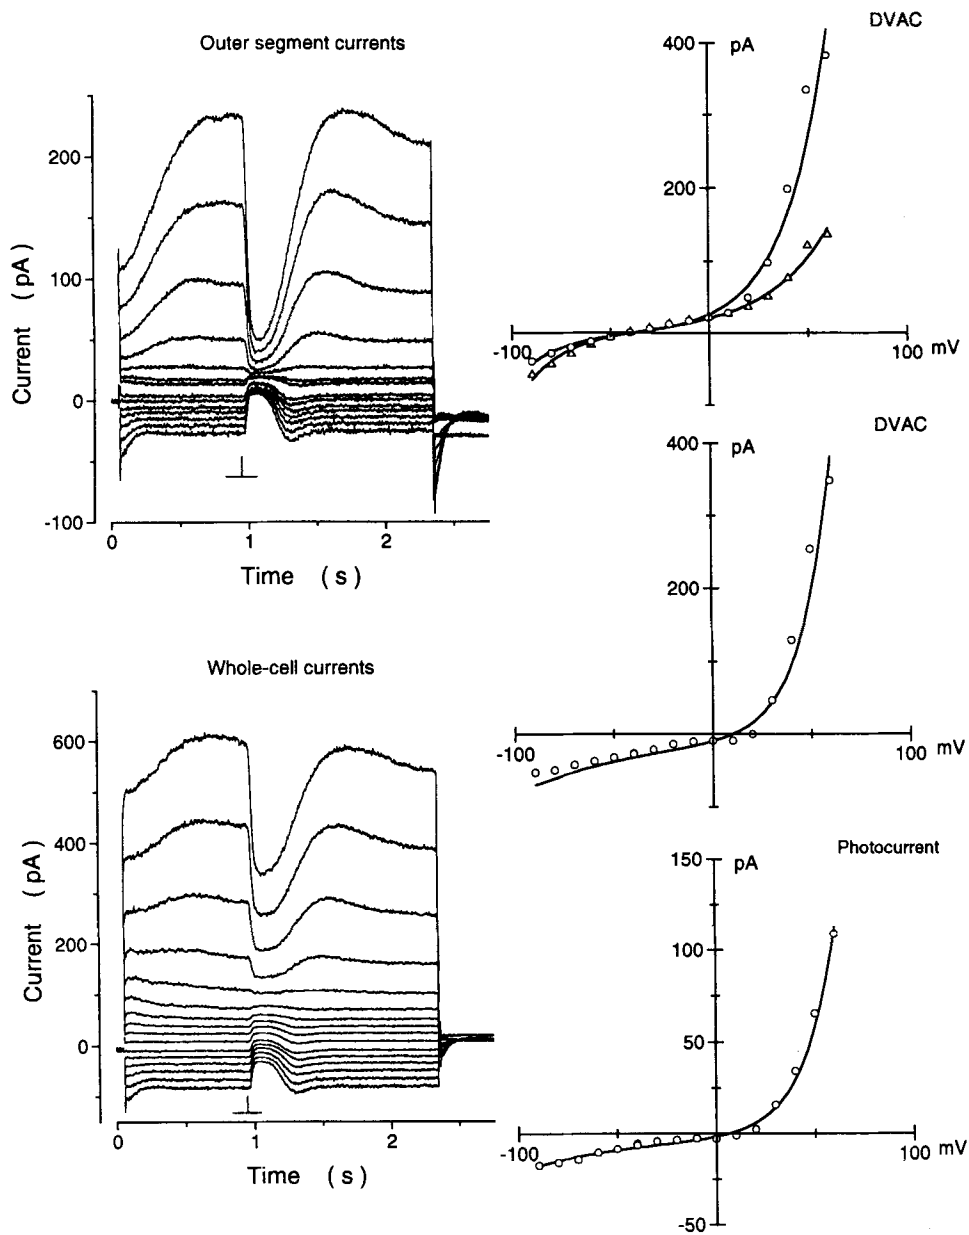 Outer segment currents
200
100
0
-100
Current (pA)
0
1
2
Time (s)
Whole-cell currents
600
400
200
0
Current (pA)
0
1
2
Time (s)
DVAC
400
pA
200
-100
100 mV
DVAC
400
pA
200
-100
100 mV
Photocurrent
150
pA
100
50
-100
100 mV
-50